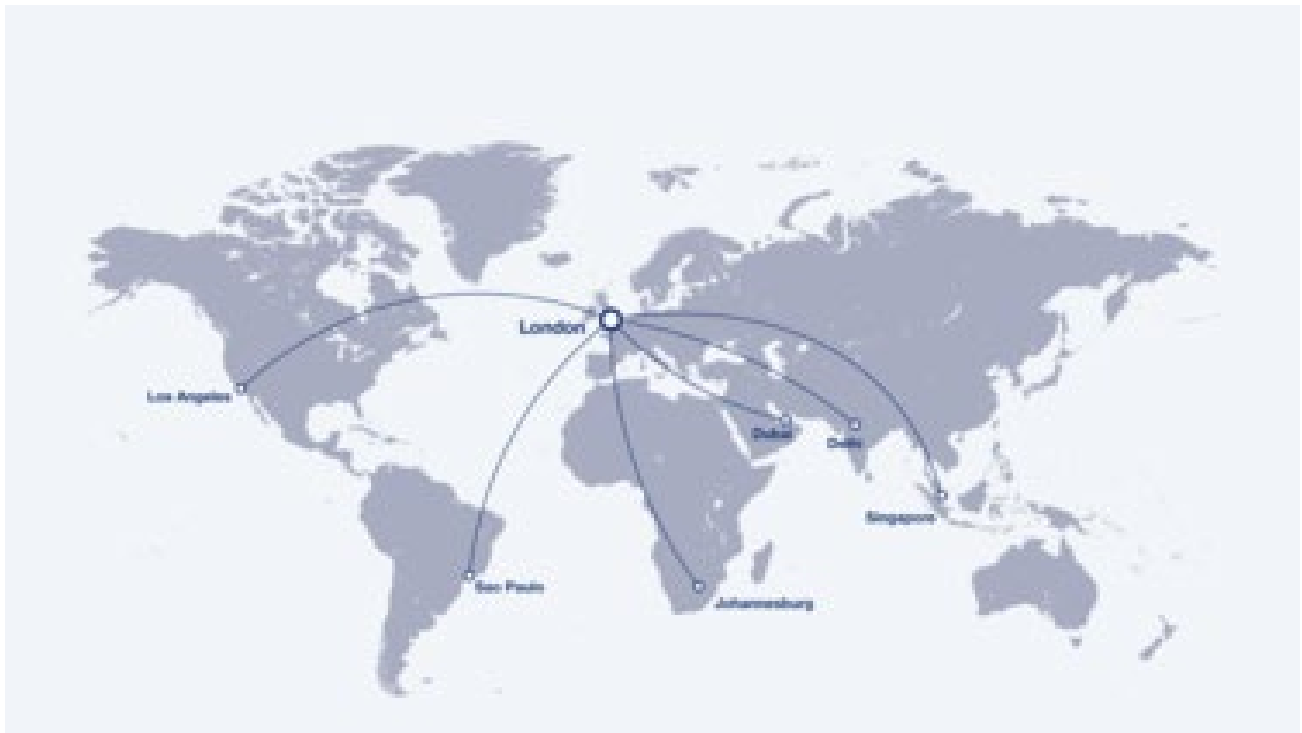 London
Los Angeles
Dubai
Delhi
Singapore
Sao Paulo
Johannesburg